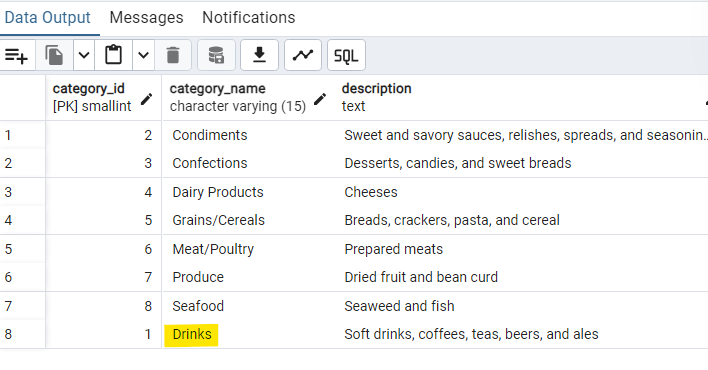 Data Output Messages Notifications
SQL
category_id category_name description
[PK] smallint character varying (15) text
1 2 Condiments Sweet and savory sauces, relishes, spreads, and seasonin...
2 3 Confections Desserts, candies, and sweet breads
3 4 Dairy Products Cheeses
4 5 Grains/Cereals Breads, crackers, pasta, and cereal
5 6 Meat/Poultry Prepared meats
6 7 Produce Dried fruit and bean curd
7 8 Seafood Seaweed and fish
8 1 Drinks Soft drinks, coffees, teas, beers, and ales